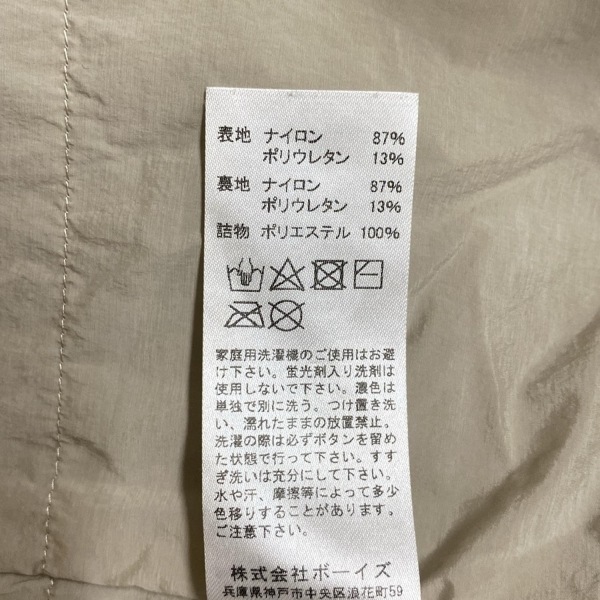 表地 ナイロン 87%
ポリウレタン 13%
裏地 ナイロン 87%
ポリウレタン 13%
詰物 ポリエステル 100%
家庭用洗濯機のご使用はお避
け下さい。蛍光剤入り洗剤は
使用しないで下さい。濃色は
単独で別に洗う。つけ置き洗
い、濡れたままの放置禁止。
洗濯の際は必ずボタンを留め
た状態で行って下さい。すす
ぎ洗いは充分にして下さい。
水や汗、摩擦等によって多少
色移りすることがあります。
ご注意下さい。
株式会社ボーイズ
兵庫県神戸市中央区浪花町59